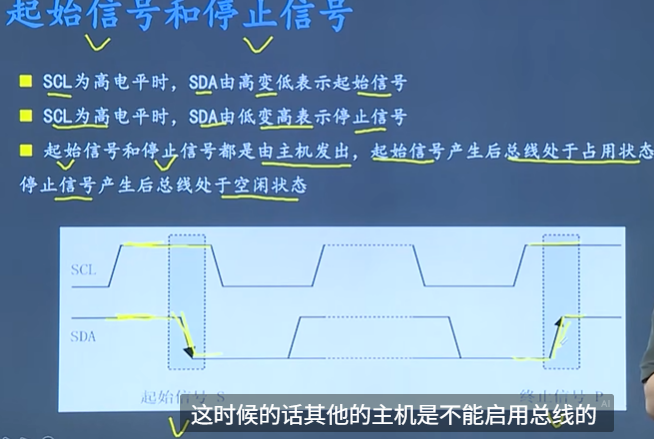 起始信号和停止信号
SCL为高电平时，SDA由高变低表示起始信号
SCL为高电平时，SDA由低变高表示停止信号
起始信号和停止信号都是由主机发出，起始信号产生后总线处于占用状态
停止信号产生后总线处于空闲状态
SCL
SDA
起始信号 S
终止信号 P
这时候的话其他的主机是不能启用总线的
AI